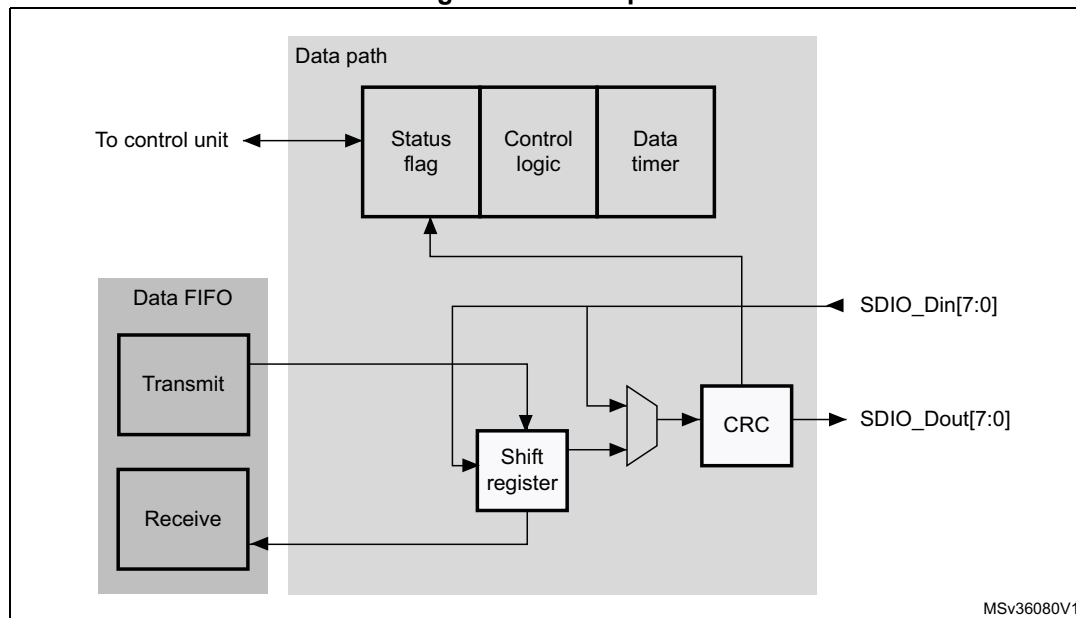 Data path
To control unit
Status
flag
Control
logic
Data
timer
Data FIFO
SDIO_Din[7:0]
Transmit
CRC
SDIO_Dout[7:0]
Shift
register
Receive
MSv36080V1